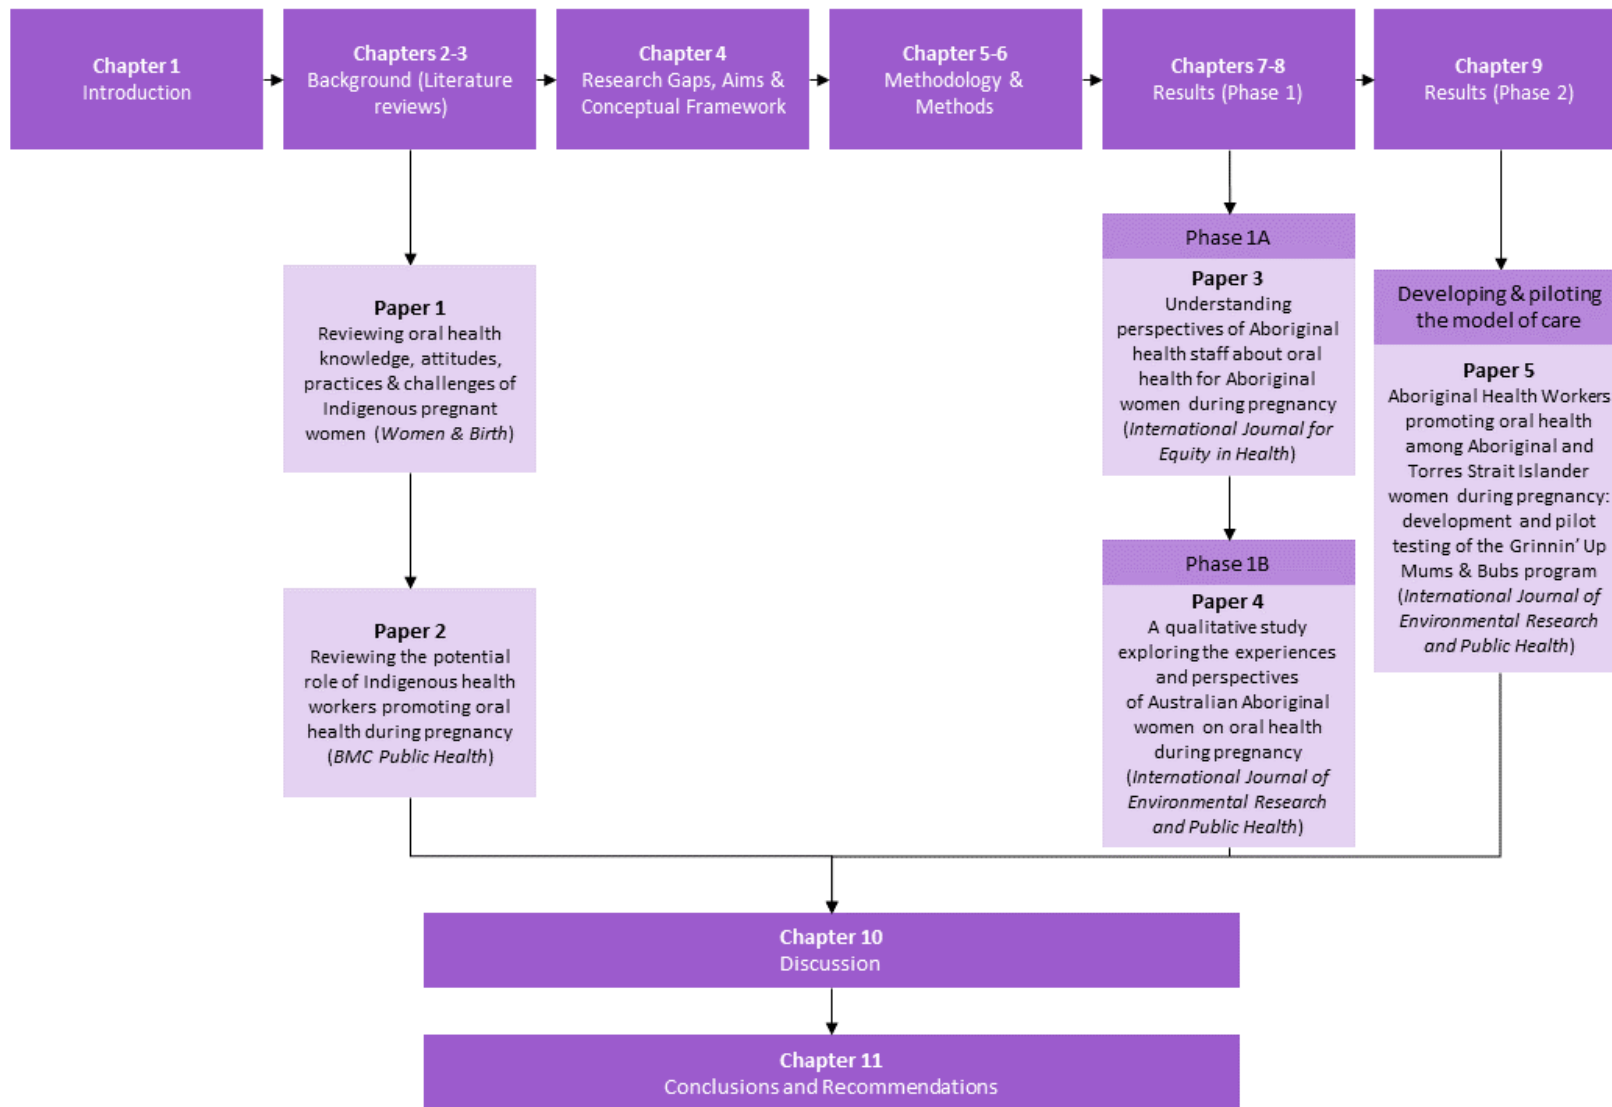 Chapter 1
Introduction
Chapters 2-3
Background (Literature
reviews)
Chapter 4
Research Gaps, Aims &
Conceptual Framework
Chapter 5-6
Methodology &
Methods
Chapters 7-8
Results (Phase 1)
Chapter 9
Results (Phase 2)
Paper 1
Reviewing oral health
knowledge, attitudes,
practices & challenges of
Indigenous pregnant
women (Women & Birth)
Paper 2
Reviewing the potential
role of Indigenous health
workers promoting oral
health during pregnancy
(BMC Public Health)
Phase 1A
Paper 3
Understanding
perspectives of Aboriginal
health staff about oral
health for Aboriginal
women during pregnancy
(International Journal for
Equity in Health)
Phase 1B
Paper 4
A qualitative study
exploring the experiences
and perspectives
of Australian Aboriginal
women on oral health
during pregnancy
(International Journal of
Environmental Research
and Public Health)
Developing & piloting
the model of care
Paper 5
Aboriginal Health Workers
promoting oral health
among Aboriginal and
Torres Strait Islander
women during pregnancy:
development and pilot
testing of the Grinnin' Up
Mums & Bubs program
(International Journal of
Environmental Research
and Public Health)
Chapter 10
Discussion
Chapter 11
Conclusions and Recommendations